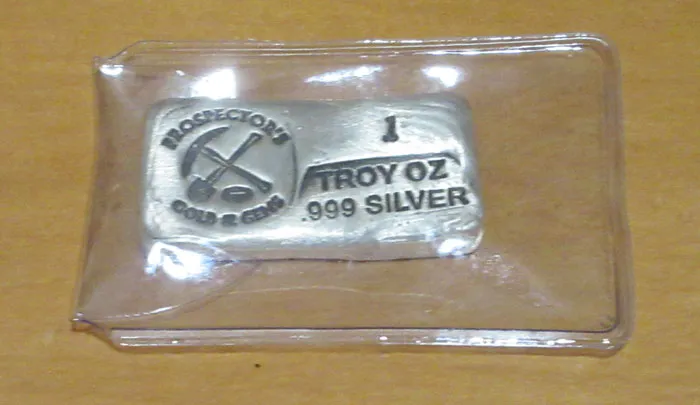 PROSPECTOR'S
GOLD & GEMS
1
TROY OZ
.999 SILVER